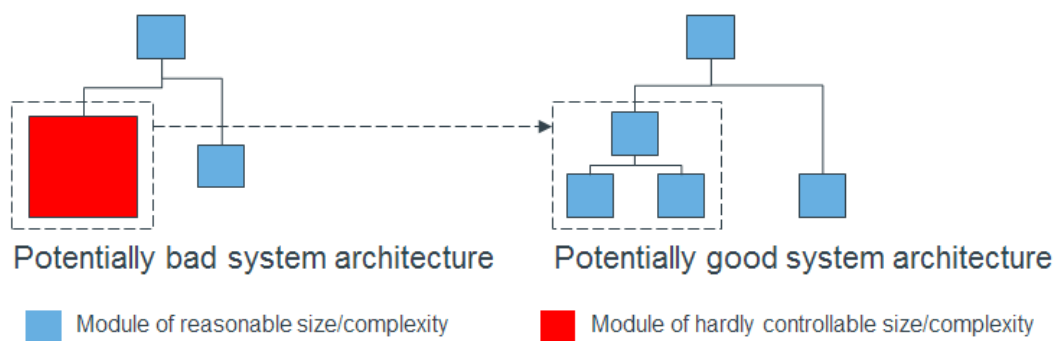 Potentially bad system architecture
Potentially good system architecture
Module of reasonable size/complexity
Module of hardly controllable size/complexity